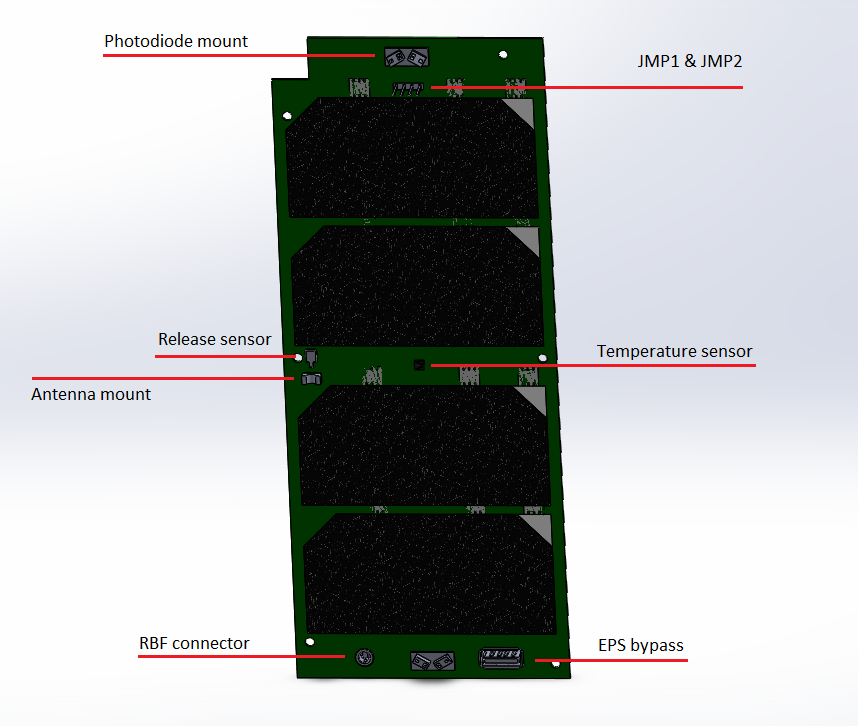 Photodiode mount
JMP1 & JMP2
Release sensor
Temperature sensor
Antenna mount
RBF connector
EPS bypass